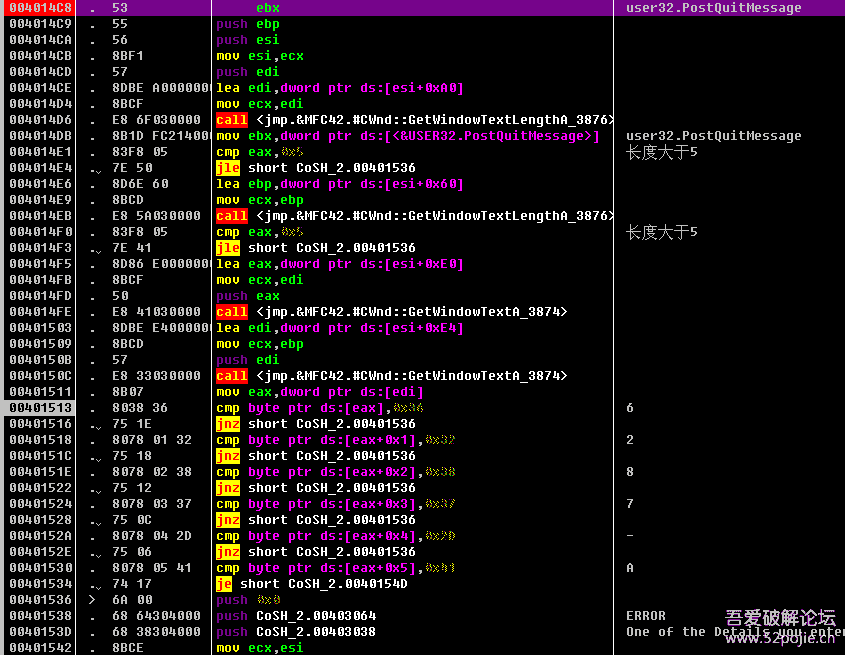 004014C8 . 53 ebx user32.PostQuitMessage
004014C9 . 55 push ebp
004014CA . 56 push esi
004014CB . 8BF1 mov esi,ecx
004014CD . 57 push edi
004014CE . 8DBE A0000000 lea edi,dword ptr ds:[esi+0xA0]
004014D4 . 8BCF mov ecx,edi
004014D6 . E8 6F030000 call <jmp.&MFC42.#CWnd::GetWindowTextLengthA_3876>
004014DB . 8B1D FC21400 mov ebx,dword ptr ds:[<&USER32.PostQuitMessage>] user32.PostQuitMessage
004014E1 . 83F8 05 cmp eax,0x5 长度大于5
004014E4 . 7E 50 jle short CoSH_2.00401536
004014E6 . 8D6E 60 lea ebp,dword ptr ds:[esi+0x60]
004014E9 . 8BCD mov ecx,ebp
004014EB . E8 5A030000 call <jmp.&MFC42.#CWnd::GetWindowTextLengthA_3876>
004014F0 . 83F8 05 cmp eax,0x5 长度大于5
004014F3 . 7E 41 jle short CoSH_2.00401536
004014F5 . 8D86 E0000000 lea eax,dword ptr ds:[esi+0xE0]
004014FB . 8BCF mov ecx,edi
004014FD . 50 push eax
004014FE . E8 41030000 call <jmp.&MFC42.#CWnd::GetWindowTextA_3874>
00401503 . 8DBE E4000000 lea edi,dword ptr ds:[esi+0xE4]
00401509 . 8BCD mov ecx,ebp
0040150B . 57 push edi
0040150C . E8 33030000 call <jmp.&MFC42.#CWnd::GetWindowTextA_3874>
00401511 . 8B07 mov eax,dword ptr ds:[edi]
00401513 . 8038 36 cmp byte ptr ds:[eax],0x36 6
00401516 . 75 1E jnz short CoSH_2.00401536
00401518 . 8078 01 32 cmp byte ptr ds:[eax+0x1],0x32 2
0040151C . 75 18 jnz short CoSH_2.00401536
0040151E . 8078 02 38 cmp byte ptr ds:[eax+0x2],0x38 8
00401522 . 75 12 jnz short CoSH_2.00401536
00401524 . 8078 03 37 cmp byte ptr ds:[eax+0x3],0x37 7
00401528 . 75 0C jnz short CoSH_2.00401536
0040152A . 8078 04 2D cmp byte ptr ds:[eax+0x4],0x2D -
0040152E . 75 06 jnz short CoSH_2.00401536
00401530 . 8078 05 41 cmp byte ptr ds:[eax+0x5],0x41 A
00401534 . 74 17 je short CoSH_2.0040154D
00401536 > 6A 00 push 0x0
00401538 . 68 64304000 push CoSH_2.00403064 ERROR
0040153D . 68 38304000 push CoSH_2.00403038 One of the Details you enter
00401542 . 8BCE mov ecx,esi
吾爱破解论坛
www.52pojie.cn